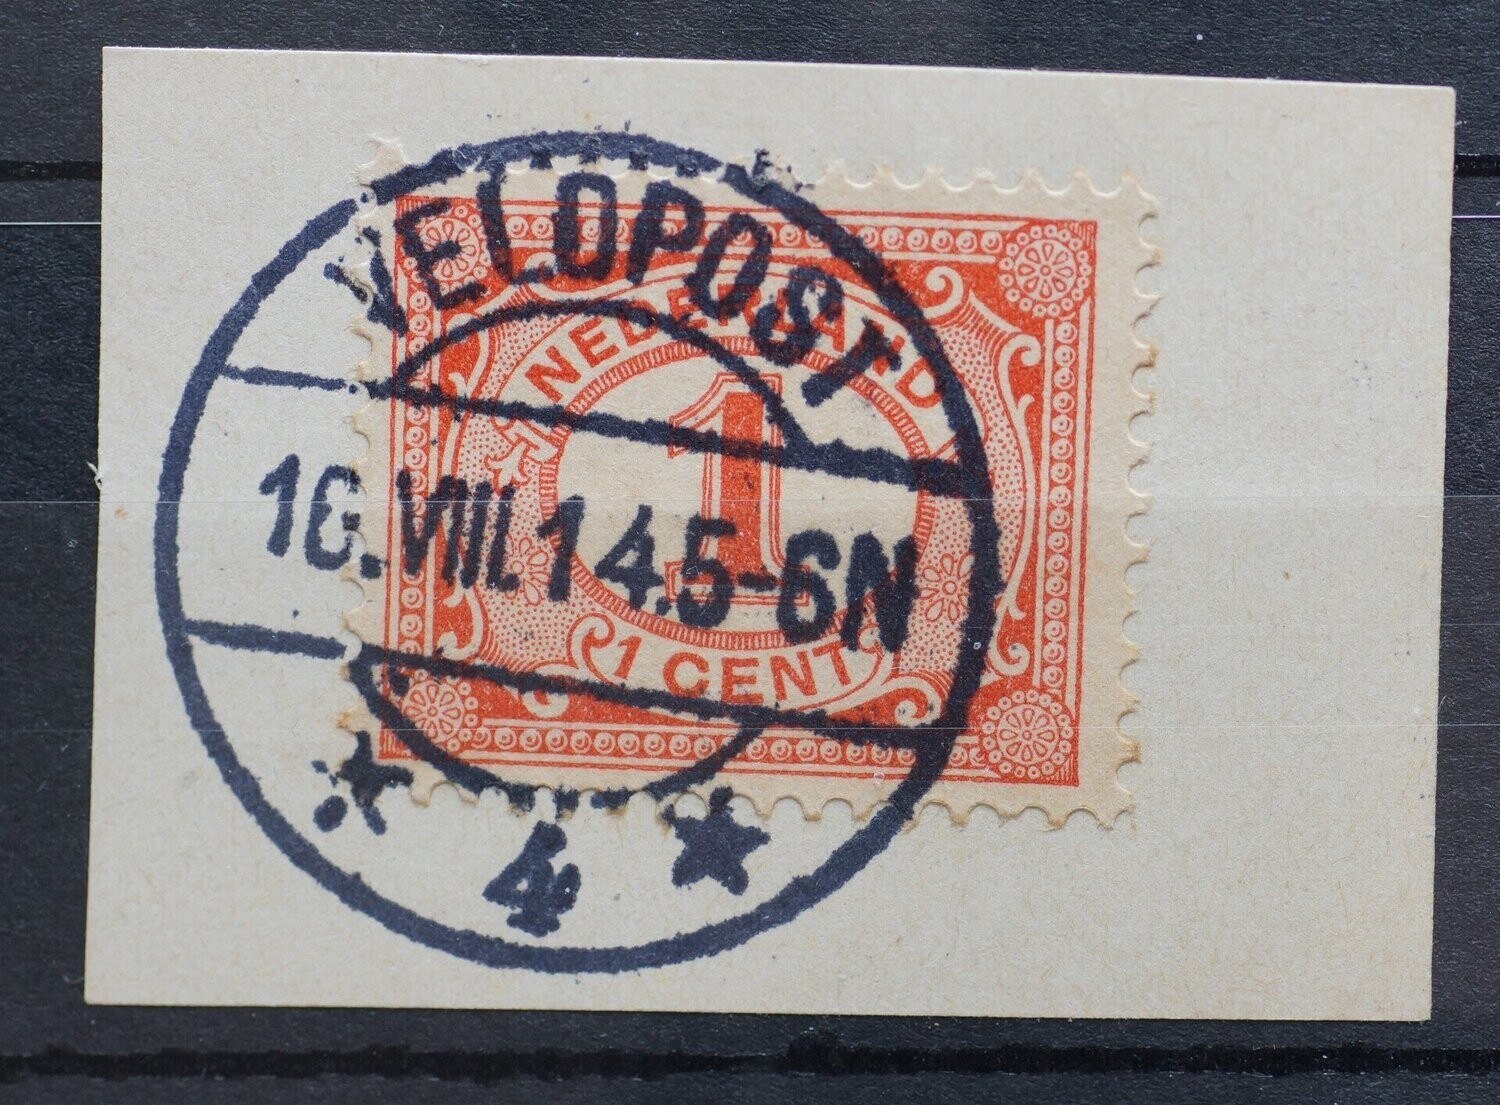 VELDPOST
NEDERLAND
1
16.VIII.14.5-6N
1 CENT
4